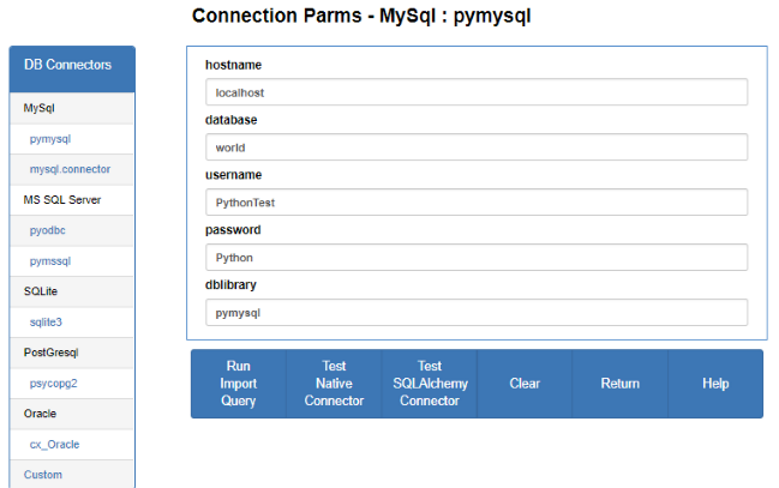 Connection Parms - MySql : pymysql
DB Connectors
MySql
pymysql
mysql.connector
MS SQL Server
pyodbc
pymssql
SQLite
sqlite3
PostGresql
psycopg2
Oracle
cx_Oracle
Custom
hostname
localhost
database
world
username
PythonTest
password
Python
dblibrary
pymysql
Run
Import
Query
Test
Native
Connector
Test
SQLAlchemy
Connector
Clear
Return
Help